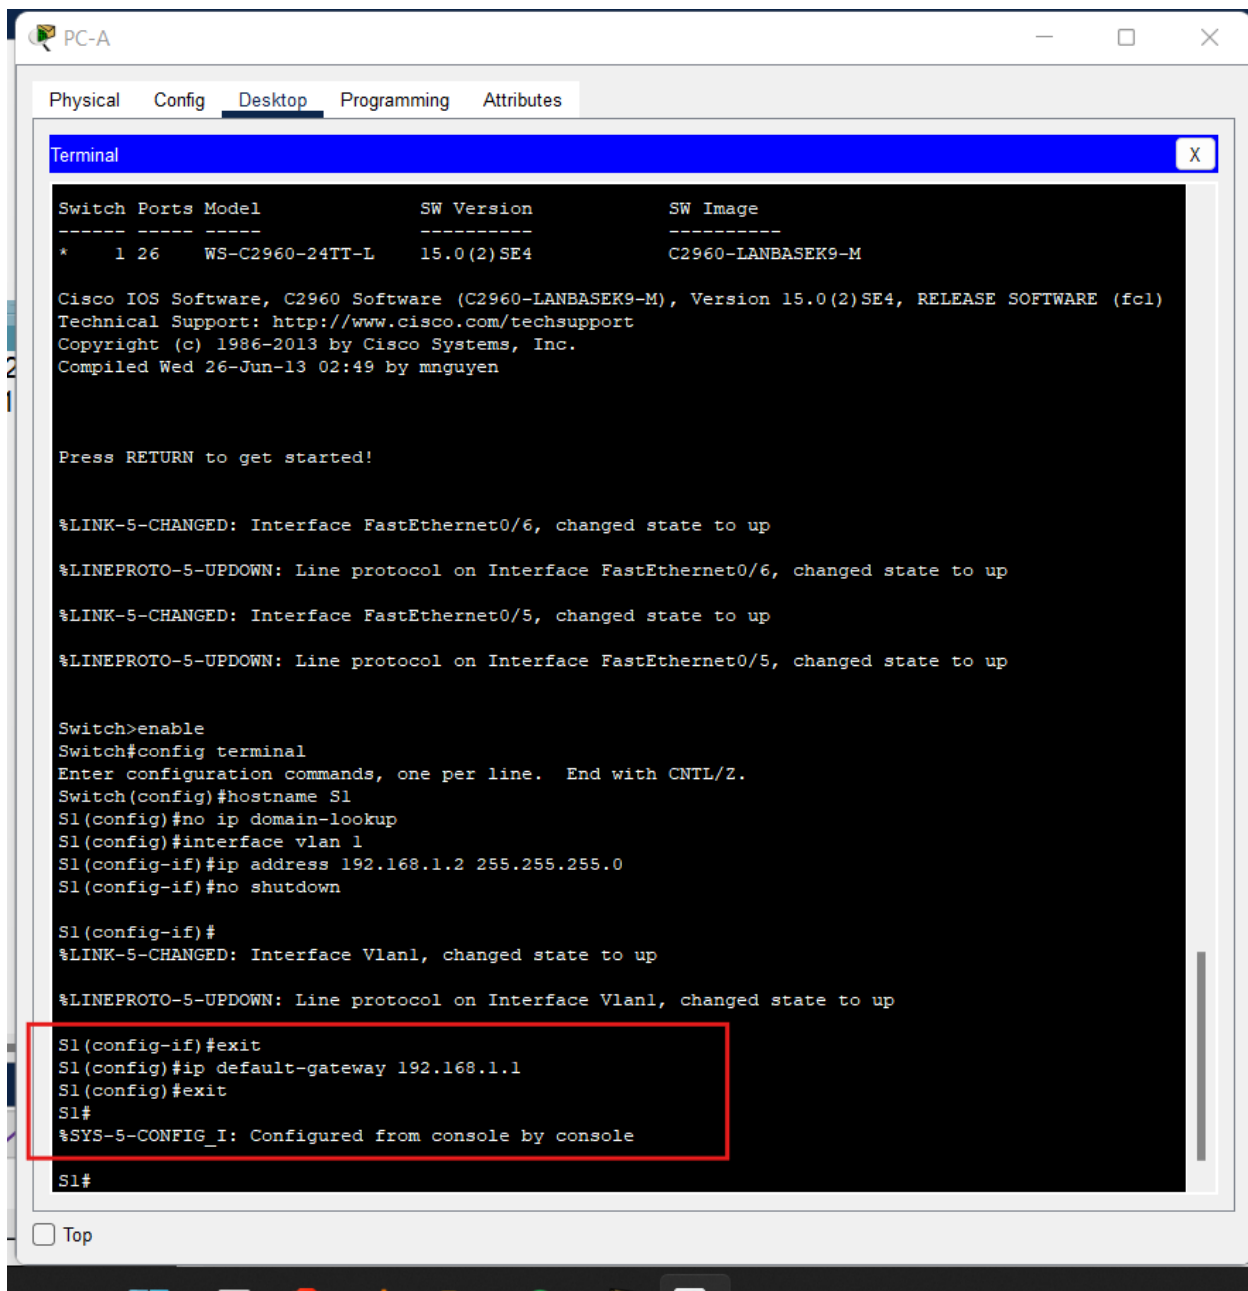 PC-A
Physical Config Desktop Programming Attributes
Terminal
X
Switch Ports Model SW Version SW Image
------ ----- ----- ---------- ----------
* 1 26 WS-C2960-24TT-L 15.0(2)SE4 C2960-LANBASEK9-M
Cisco IOS Software, C2960 Software (C2960-LANBASEK9-M), Version 15.0(2)SE4, RELEASE SOFTWARE (fc1)
Technical Support: http://www.cisco.com/techsupport
Copyright (c) 1986-2013 by Cisco Systems, Inc.
Compiled Wed 26-Jun-13 02:49 by mnguyen
Press RETURN to get started!
%LINK-5-CHANGED: Interface FastEthernet0/6, changed state to up
%LINEPROTO-5-UPDOWN: Line protocol on Interface FastEthernet0/6, changed state to up
%LINK-5-CHANGED: Interface FastEthernet0/5, changed state to up
%LINEPROTO-5-UPDOWN: Line protocol on Interface FastEthernet0/5, changed state to up
Switch>enable
Switch#config terminal
Enter configuration commands, one per line. End with CNTL/Z.
Switch(config)#hostname S1
S1(config)#no ip domain-lookup
S1(config)#interface vlan 1
S1(config-if)#ip address 192.168.1.2 255.255.255.0
S1(config-if)#no shutdown
S1(config-if)#
%LINK-5-CHANGED: Interface Vlan1, changed state to up
%LINEPROTO-5-UPDOWN: Line protocol on Interface Vlan1, changed state to up
S1(config-if)#exit
S1(config)#ip default-gateway 192.168.1.1
S1(config)#exit
S1#
%SYS-5-CONFIG_I: Configured from console by console
S1#
Top